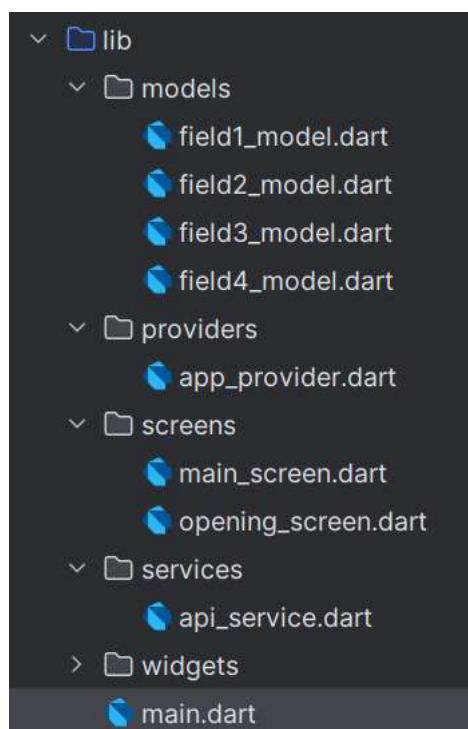 lib
models
field1_model.dart
field2_model.dart
field3_model.dart
field4_model.dart
providers
app_provider.dart
screens
main_screen.dart
opening_screen.dart
services
api_service.dart
widgets
main.dart